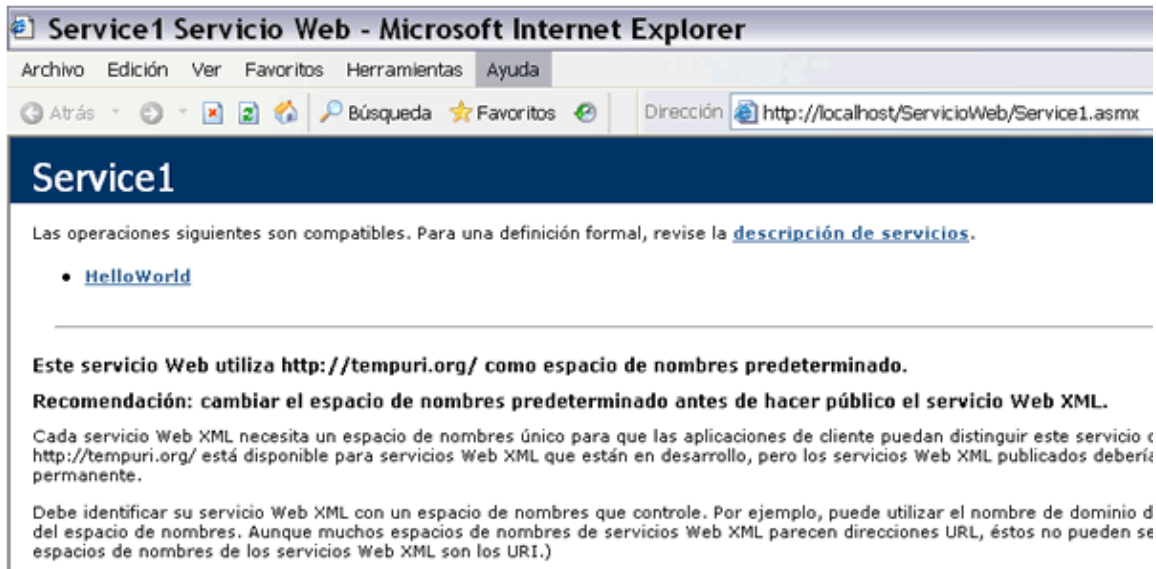 Service1 Servicio Web - Microsoft Internet Explorer
Archivo Edición Ver Favoritos Herramientas Ayuda
Atrás Búsqueda Favoritos Dirección http://localhost/ServicioWeb/Service1.asmx
Service1
Las operaciones siguientes son compatibles. Para una definición formal, revise la descripción de servicios.
HelloWorld
Este servicio Web utiliza http://tempuri.org/ como espacio de nombres predeterminado.
Recomendación: cambiar el espacio de nombres predeterminado antes de hacer público el servicio Web XML.
Cada servicio Web XML necesita un espacio de nombres único para que las aplicaciones de cliente puedan distinguir este servicio
http://tempuri.org/ está disponible para servicios Web XML que están en desarrollo, pero los servicios Web XML publicados debería
permanente.
Debe identificar su servicio Web XML con un espacio de nombres que controle. Por ejemplo, puede utilizar el nombre de dominio d
del espacio de nombres. Aunque muchos espacios de nombres de servicios Web XML parecen direcciones URL, éstos no pueden se
espacios de nombres de los servicios Web XML son los URI.)